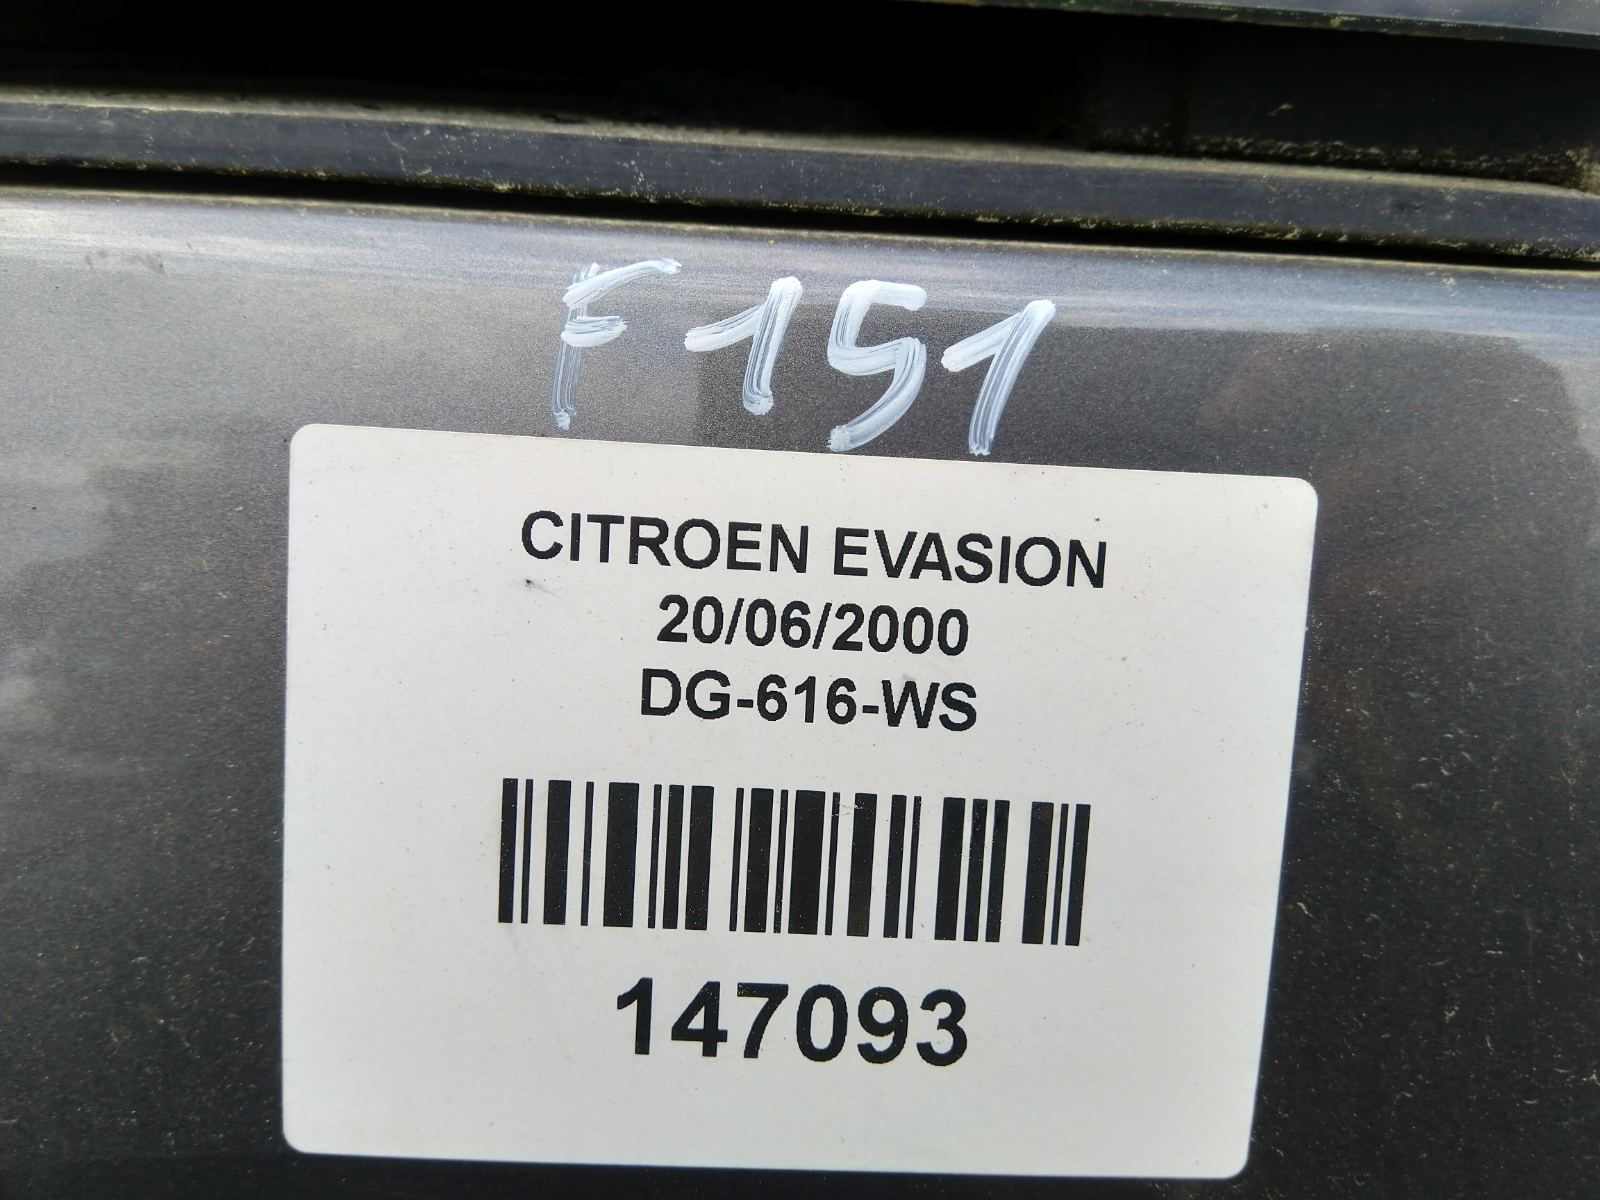 F151
CITROEN EVASION
20/06/2000
DG-616-WS
147093